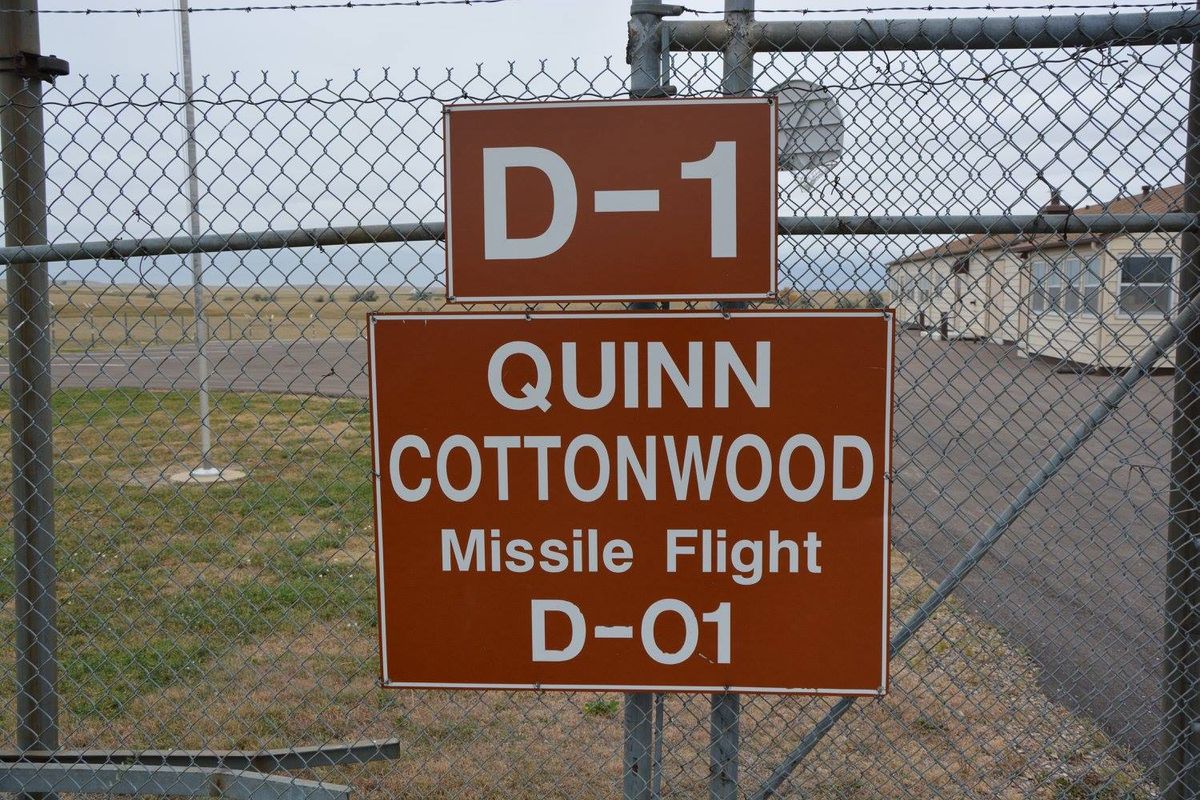 D-1
QUINN
COTTONWOOD
Missile Flight
D-01